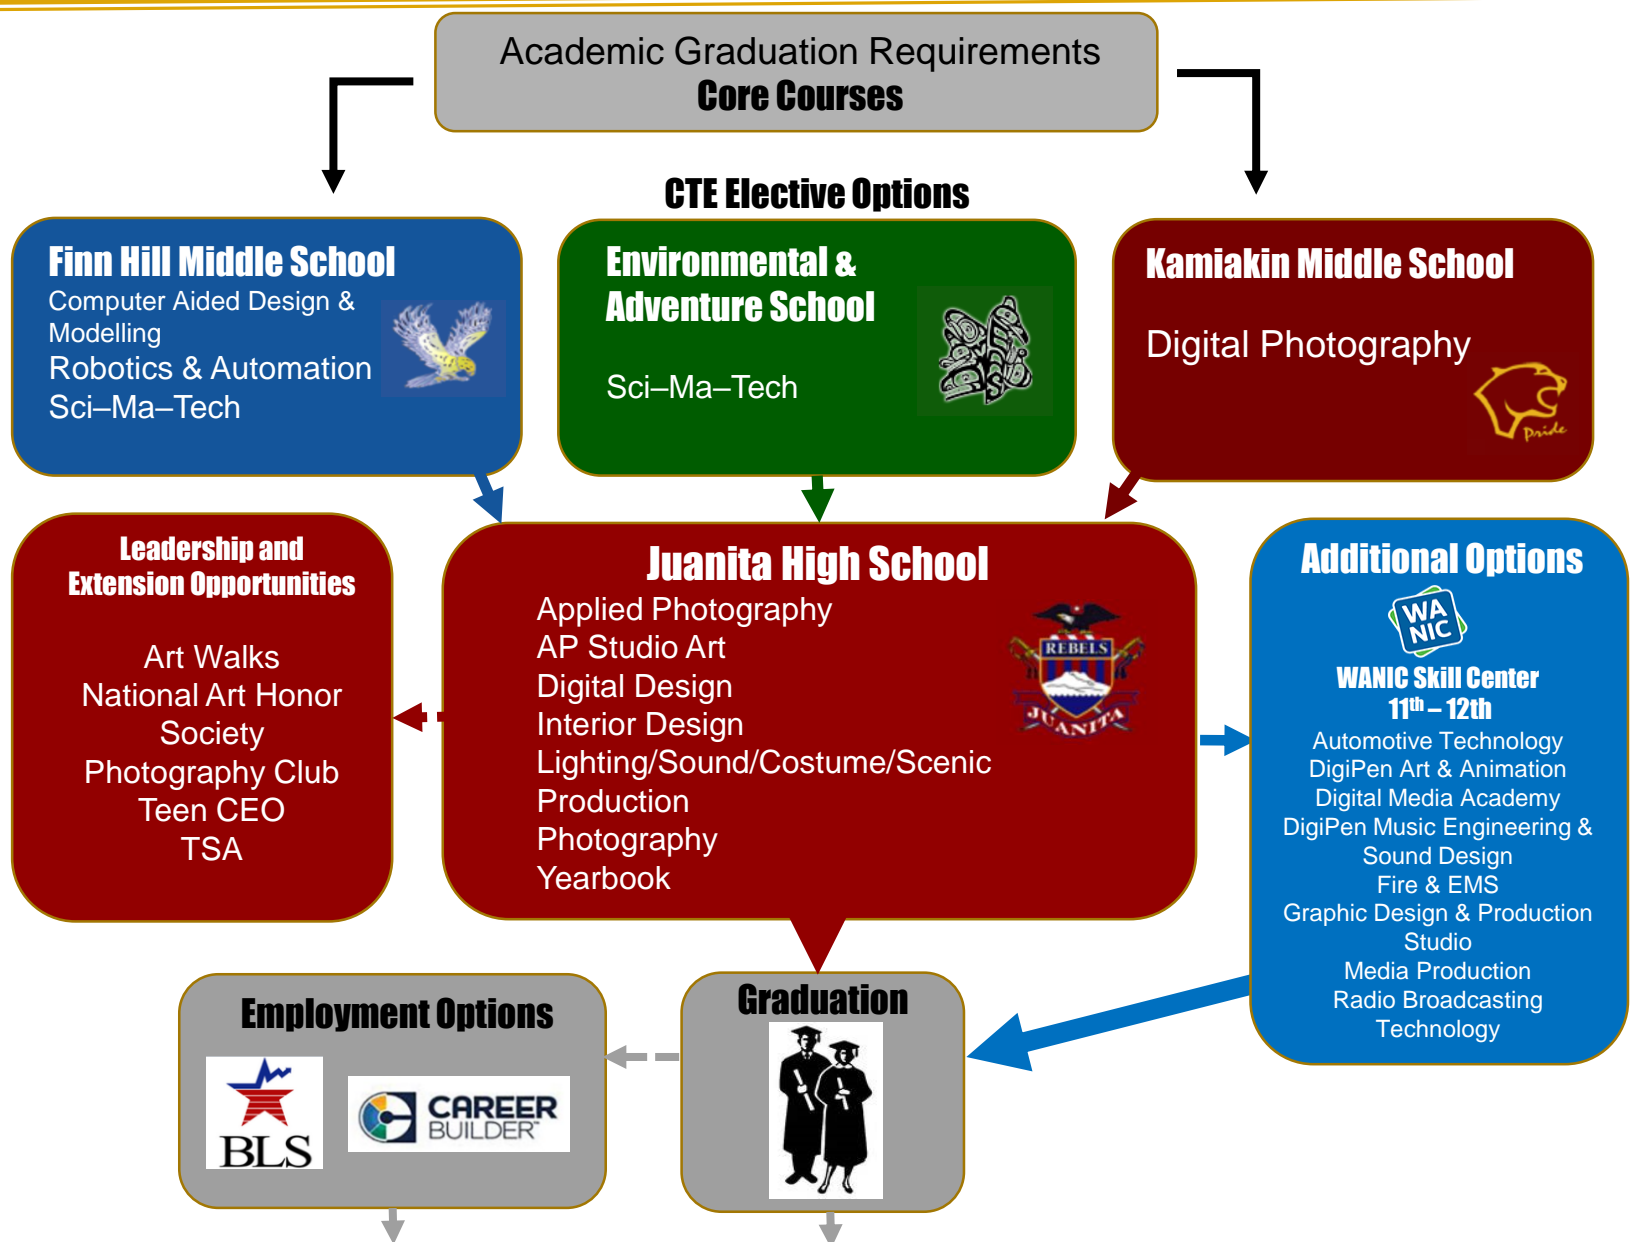 Academic Graduation Requirements
Core Courses
CTE Elective Options
Finn Hill Middle School
Computer Aided Design &
Modelling
Robotics & Automation
Sci–Ma–Tech
Environmental &
Adventure School
Sci–Ma–Tech
Kamiakin Middle School
Digital Photography
Pride
Leadership and
Extension Opportunities
Art Walks
National Art Honor
Society
Photography Club
Teen CEO
TSA
Juanita High School
Applied Photography
AP Studio Art
Digital Design
Interior Design
Lighting/Sound/Costume/Scenic
Production
Photography
Yearbook
REBELS
JUANITA
Additional Options
WA
NIC
WANIC Skill Center
11th – 12th
Automotive Technology
DigiPen Art & Animation
Digital Media Academy
DigiPen Music Engineering &
Sound Design
Fire & EMS
Graphic Design & Production
Studio
Media Production
Radio Broadcasting
Technology
Employment Options
BLS
CAREER
BUILDER
Graduation